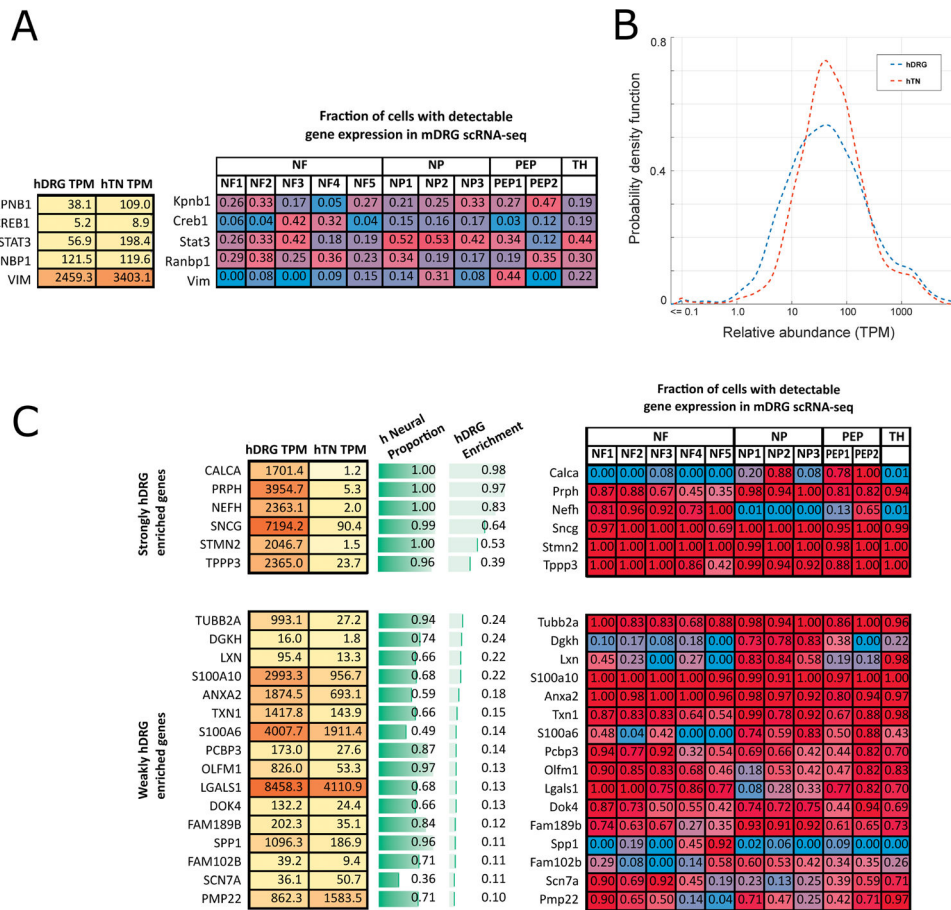 A
B
Fraction of cells with detectable
gene expression in mDRG scRNA-seq
NF NP PEP TH
hDRG TPM hTN TPM NF1 NF2 NF3 NF4 NF5 NP1 NP2 NP3 PEP1 PEP2
PNB1 38.1 109.0 Kpnb1 0.26 0.33 0.17 0.05 0.27 0.21 0.25 0.33 0.27 0.47 0.19
CREB1 5.2 8.9 Creb1 0.06 0.04 0.42 0.32 0.04 0.15 0.16 0.17 0.03 0.12 0.19
STAT3 56.9 198.4 Stat3 0.26 0.33 0.42 0.18 0.19 0.52 0.53 0.42 0.34 0.12 0.44
NBP1 121.5 119.6 Ranbp1 0.29 0.38 0.25 0.36 0.23 0.34 0.19 0.17 0.19 0.35 0.30
VIM 2459.3 3403.1 Vim 0.00 0.08 0.00 0.09 0.15 0.14 0.31 0.08 0.44 0.00 0.22
Probability density function
0.8
0.4
0
hDRG
hTN
<= 0.1 1.0 10 100 1000
Relative abundance (TPM)
C
Fraction of cells with detectable
gene expression in mDRG scRNA-seq
h Neural
Proportion
hDRG
Enrichment
NF NP PEP TH
hDRG TPM hTN TPM NF1 NF2 NF3 NF4 NF5 NP1 NP2 NP3 PEP1 PEP2
Strongly hDRG
enriched genes
CALCA 1701.4 1.2 1.00 0.98 Calca 0.00 0.00 0.08 0.00 0.00 0.20 0.88 0.08 0.78 1.00 0.01
PRPH 3954.7 5.3 1.00 0.97 Prph 0.87 0.88 0.67 0.45 0.35 0.98 0.94 1.00 0.81 0.82 0.94
NEFH 2363.1 2.0 1.00 0.83 Nefh 0.81 0.96 0.92 0.73 1.00 0.01 0.00 0.00 0.13 0.65 0.01
SNCG 7194.2 90.4 0.99 0.64 Sncg 1.00 1.00 1.00 1.00 0.69 1.00 1.00 1.00 0.95 1.00 0.99
STMN2 2046.7 1.5 1.00 0.53 Stmn2 1.00 1.00 1.00 1.00 1.00 0.99 1.00 1.00 0.98 1.00 1.00
TPPP3 2365.0 23.7 0.96 0.39 Tppp3 1.00 1.00 1.00 0.86 0.42 0.99 0.94 0.92 0.88 1.00 1.00
Weakly hDRG
enriched genes
TUBB2A 993.1 27.2 0.94 0.24 Tubb2a 1.00 0.83 0.83 0.68 0.88 0.98 0.94 1.00 0.86 1.00 0.96
DGKH 16.0 1.8 0.74 0.24 Dgkh 0.10 0.17 0.08 0.18 0.00 0.73 0.78 0.83 0.38 0.00 0.22
LXN 95.4 13.3 0.66 0.22 Lxn 0.45 0.23 0.00 0.27 0.00 0.83 0.84 0.58 0.19 0.18 0.98
S100A10 2993.3 956.7 0.68 0.22 S100a10 1.00 1.00 1.00 1.00 0.96 0.99 0.91 1.00 0.97 1.00 1.00
ANXA2 1874.5 693.1 0.59 0.18 Anxa2 1.00 0.98 1.00 1.00 0.96 0.98 0.97 0.92 0.80 0.94 0.97
TXN1 1417.8 143.9 0.66 0.15 Txn1 0.87 0.83 0.83 0.64 0.54 0.99 0.78 0.92 0.67 0.88 0.98
S100A6 4007.7 1911.4 0.49 0.14 S100a6 0.48 0.04 0.42 0.00 0.00 0.74 0.59 0.83 0.50 0.88 0.43
PCBP3 173.0 27.6 0.87 0.14 Pcbp3 0.94 0.77 0.92 0.32 0.54 0.69 0.66 0.42 0.44 0.82 0.70
OLFM1 826.0 53.3 0.97 0.13 Olfm1 0.90 0.85 0.83 0.68 0.46 0.18 0.53 0.42 0.47 0.82 0.83
LGALS1 8458.3 4110.9 0.68 0.13 Lgals1 1.00 1.00 0.75 0.86 0.77 0.08 0.28 0.33 0.77 0.82 0.70
DOK4 132.2 24.4 0.66 0.13 Dok4 0.87 0.73 0.50 0.55 0.42 0.74 0.72 0.75 0.44 0.94 0.69
FAM189B 202.3 35.1 0.84 0.12 Fam189b 0.74 0.63 0.67 0.27 0.35 0.93 0.91 0.92 0.61 0.65 0.73
SPP1 1096.3 186.9 0.96 0.11 Spp1 0.00 0.19 0.00 0.45 0.92 0.02 0.06 0.00 0.09 0.00 0.00
FAM102B 39.2 9.4 0.71 0.11 Fam102b 0.29 0.08 0.00 0.14 0.58 0.60 0.53 0.42 0.34 0.35 0.26
SCN7A 36.1 50.7 0.36 0.11 Scn7a 0.90 0.69 0.92 0.45 0.19 0.23 0.13 0.25 0.39 0.59 0.71
PMP22 862.3 1583.5 0.71 0.10 Pmp22 0.90 0.65 0.50 0.14 0.04 0.71 0.47 0.25 0.42 0.71 0.97